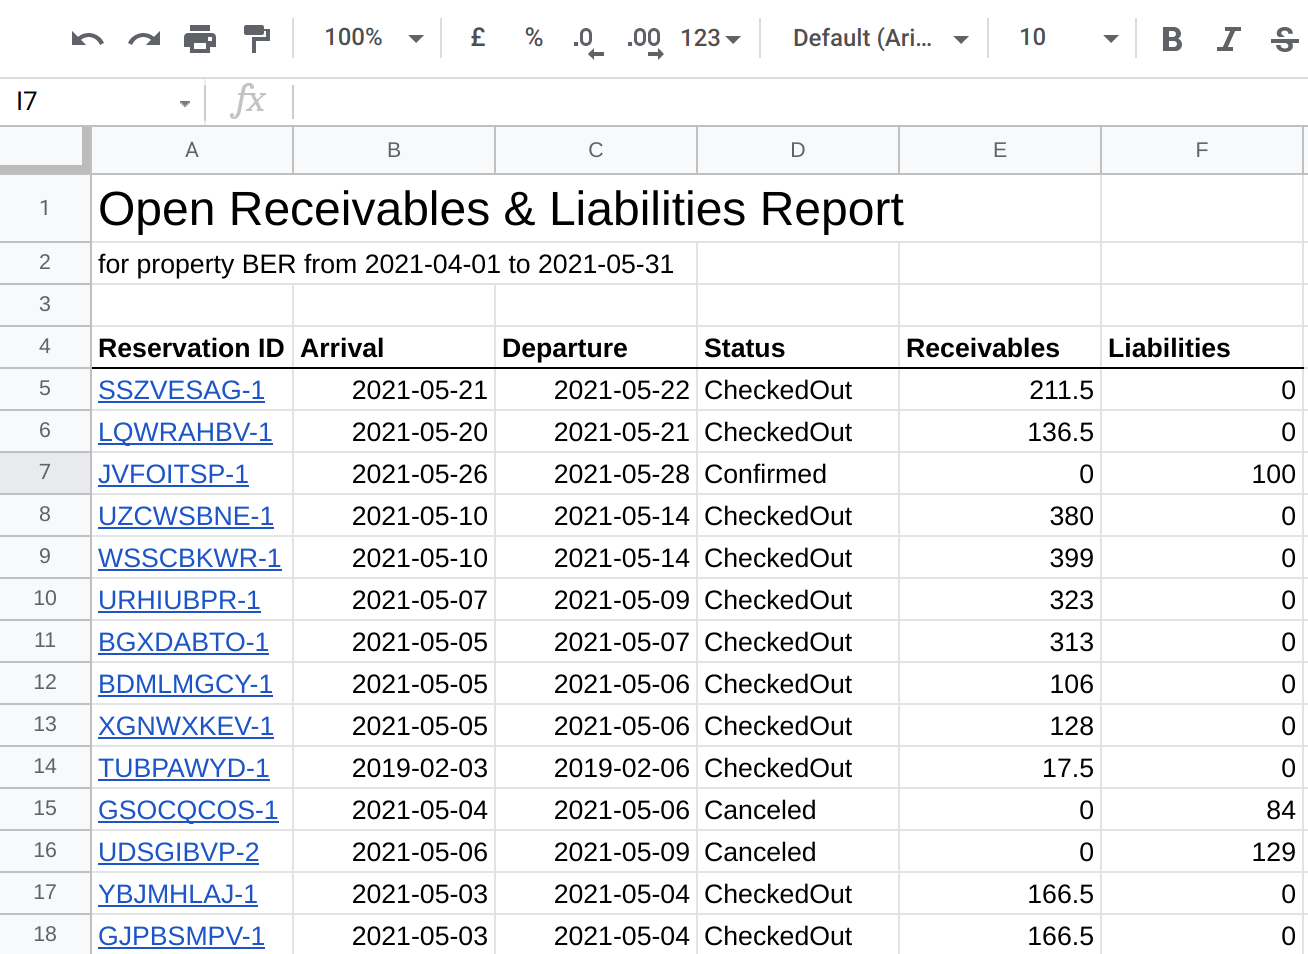 100% £ % .0 .00 123 Default (Ari... 10 B I S
I7 fx
A B C D E F
1 Open Receivables & Liabilities Report
2 for property BER from 2021-04-01 to 2021-05-31
3
4 Reservation ID Arrival Departure Status Receivables Liabilities
5 SSZVESAG-1 2021-05-21 2021-05-22 CheckedOut 211.5 0
6 LQWRAHBV-1 2021-05-20 2021-05-21 CheckedOut 136.5 0
7 JVFOITSP-1 2021-05-26 2021-05-28 Confirmed 0 100
8 UZCWSBNE-1 2021-05-10 2021-05-14 CheckedOut 380 0
9 WSSCBKWR-1 2021-05-10 2021-05-14 CheckedOut 399 0
10 URHIUBPR-1 2021-05-07 2021-05-09 CheckedOut 323 0
11 BGXDABTO-1 2021-05-05 2021-05-07 CheckedOut 313 0
12 BDMLMGCY-1 2021-05-05 2021-05-06 CheckedOut 106 0
13 XGNWXKEV-1 2021-05-05 2021-05-06 CheckedOut 128 0
14 TUBPAWYD-1 2019-02-03 2019-02-06 CheckedOut 17.5 0
15 GSOCQCOS-1 2021-05-04 2021-05-06 Canceled 0 84
16 UDSGIBVP-2 2021-05-06 2021-05-09 Canceled 0 129
17 YBJMHLAJ-1 2021-05-03 2021-05-04 CheckedOut 166.5 0
18 GJPBSMPV-1 2021-05-03 2021-05-04 CheckedOut 166.5 0